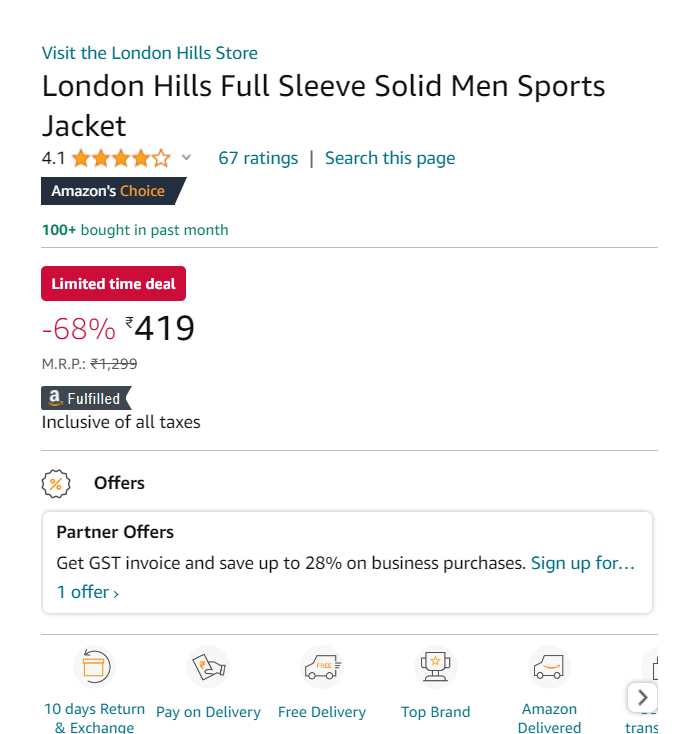 Visit the London Hills Store
London Hills Full Sleeve Solid Men Sports
Jacket
4.1 67 ratings | Search this page
Amazon's Choice
100+ bought in past month
Limited time deal
-68% ₹419
M.R.P.: ₹1,299
a Fulfilled
Inclusive of all taxes
Offers
Partner Offers
Get GST invoice and save up to 28% on business purchases. Sign up for…
1 offer ›
FREE
10 days Return Pay on Delivery Free Delivery Top Brand Amazon
& Exchange Delivered trans